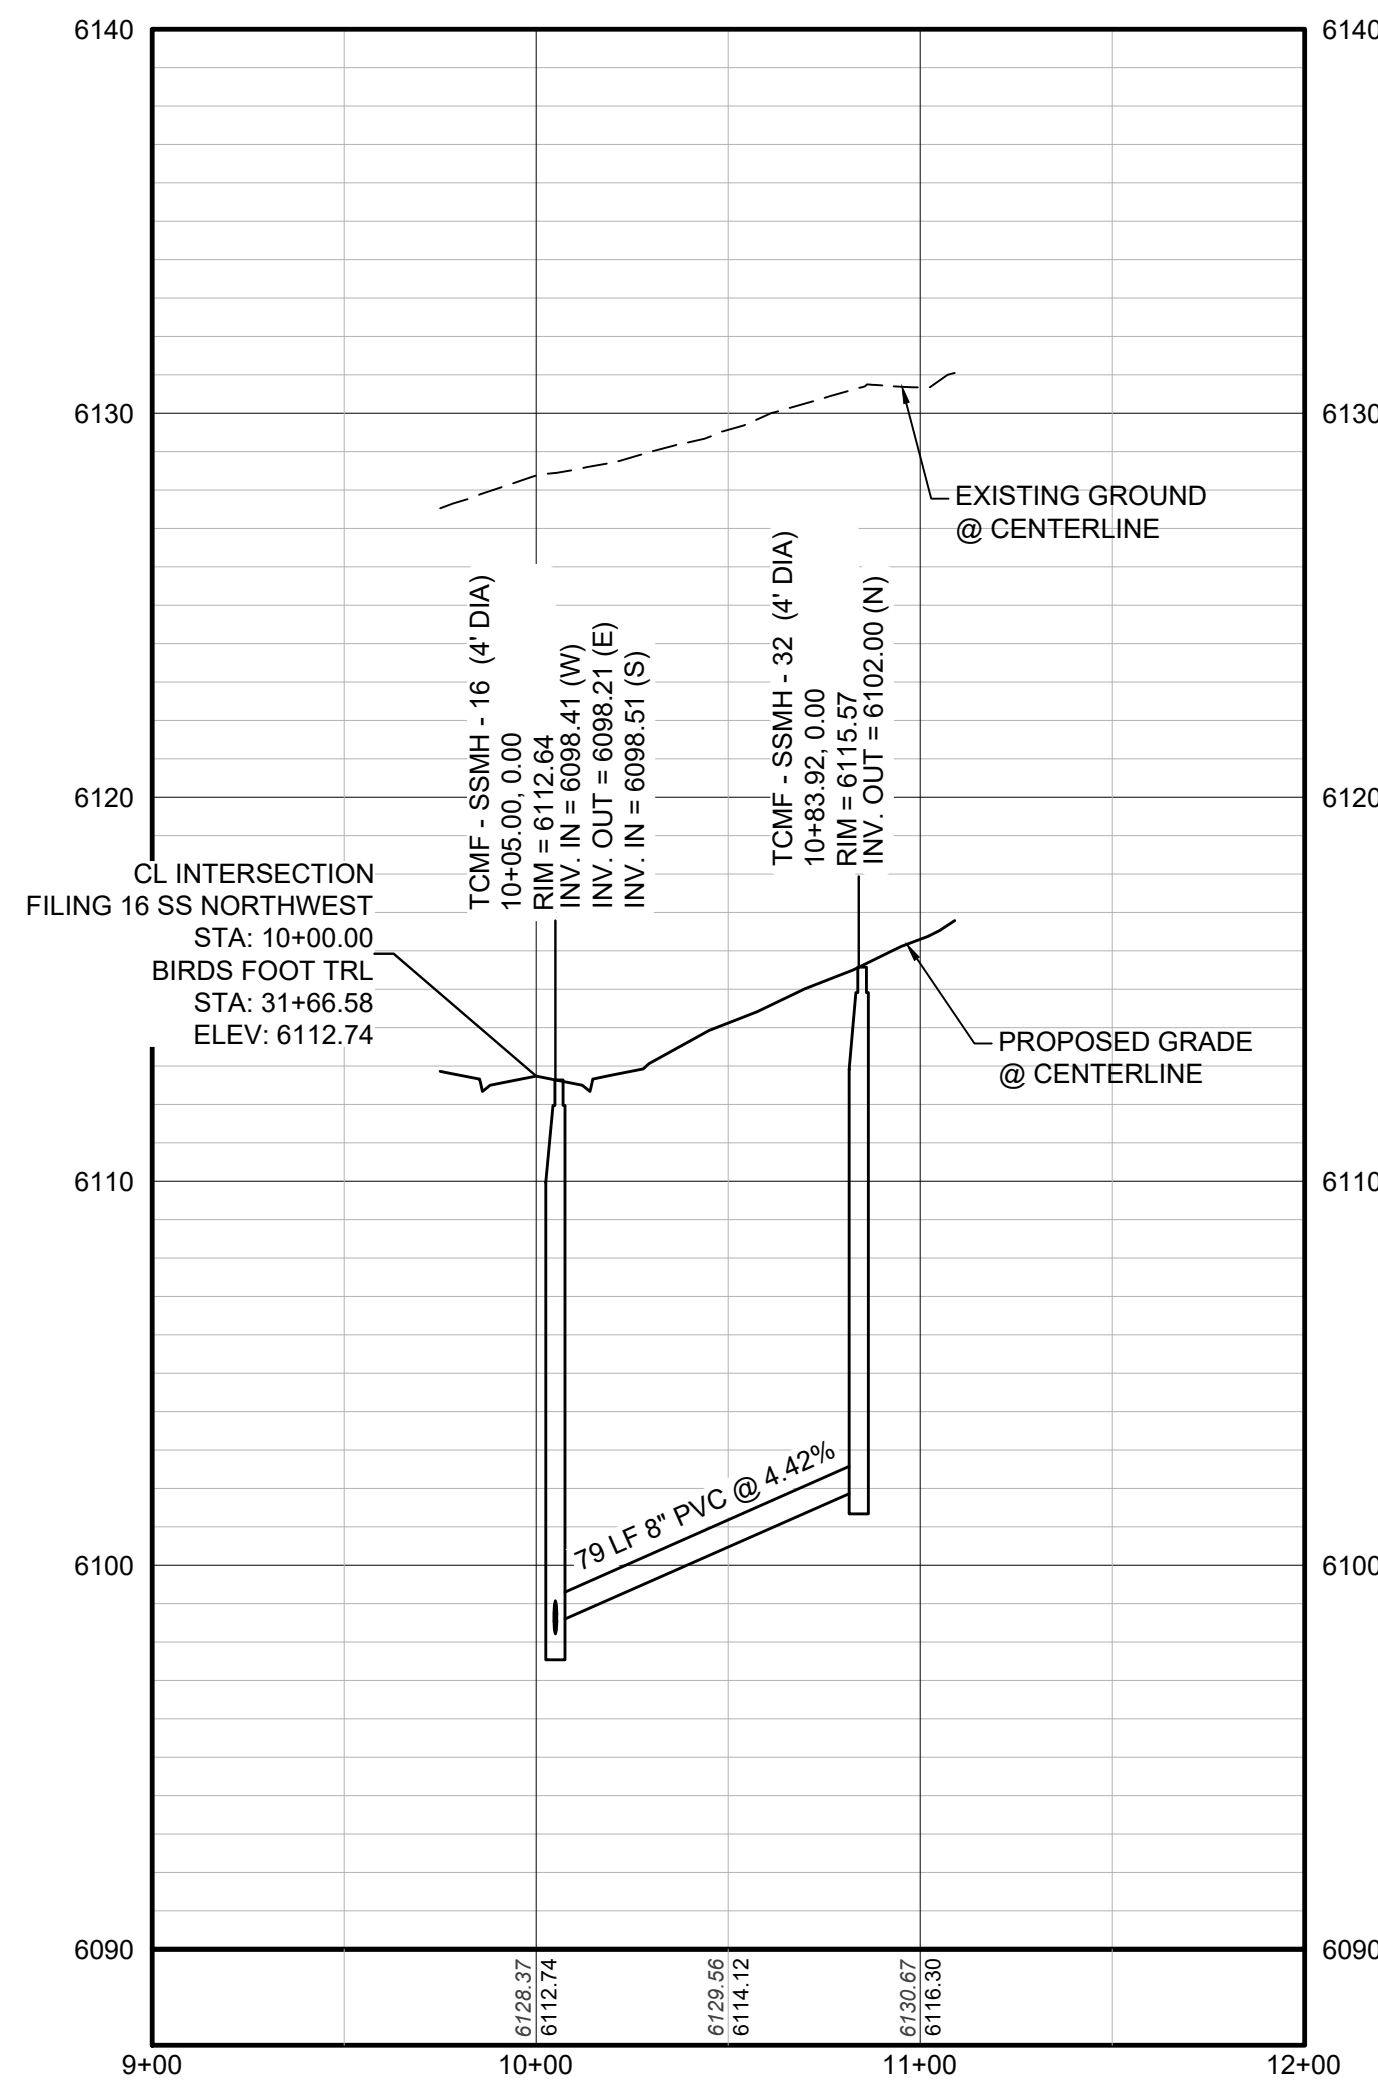 6140
6140
6130
6130
EXISTING GROUND
@ CENTERLINE
TCMF - SSMH - 16 (4' DIA)
10+05.00, 0.00
RIM = 6112.64
INV. IN = 6098.41 (W)
INV. OUT = 6098.21 (E)
INV. IN = 6098.51 (S)
TCMF - SSMH - 32 (4' DIA)
10+83.92, 0.00
RIM = 6115.57
INV. OUT = 6102.00 (N)
6120
6120
CL INTERSECTION
FILING 16 SS NORTHWEST
STA: 10+00.00
BIRDS FOOT TRL
STA: 31+66.58
ELEV: 6112.74
PROPOSED GRADE
@ CENTERLINE
6110
6110
79 LF 8" PVC @ 4.42%
6100
6100
6090
6090
6128.37
6112.74
6129.56
6114.12
6130.67
6116.30
9+00
10+00
11+00
12+00